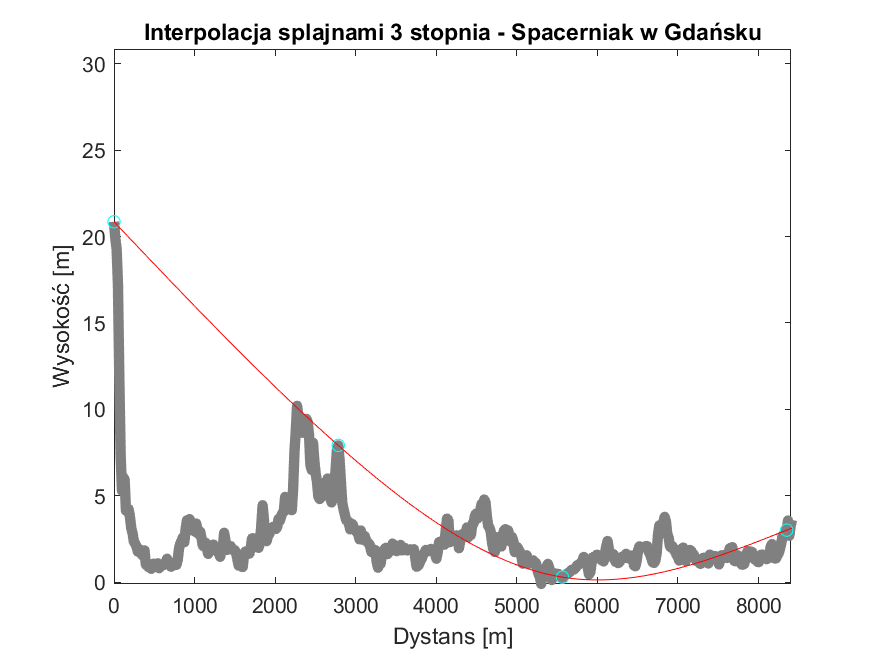 Interpolacja splajnami 3 stopnia - Spacerniak w Gdańsku
30
25
20
15
10
5
0
Wysokość [m]
0 1000 2000 3000 4000 5000 6000 7000 8000
Dystans [m]